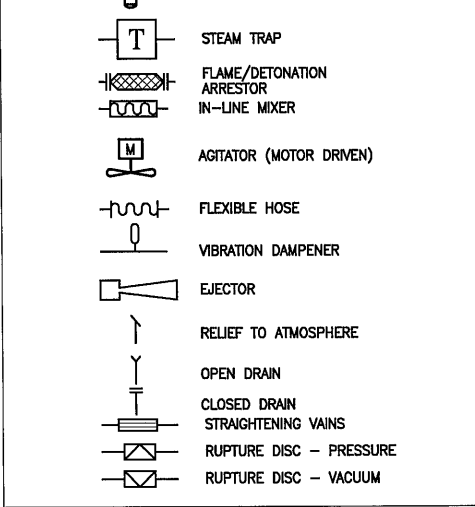 T STEAM TRAP
FLAME/DETONATION
ARRESTOR
IN-LINE MIXER
M AGITATOR (MOTOR DRIVEN)
FLEXIBLE HOSE
VIBRATION DAMPENER
EJECTOR
RELIEF TO ATMOSPHERE
OPEN DRAIN
CLOSED DRAIN
STRAIGHTENING VAINS
RUPTURE DISC – PRESSURE
RUPTURE DISC – VACUUM